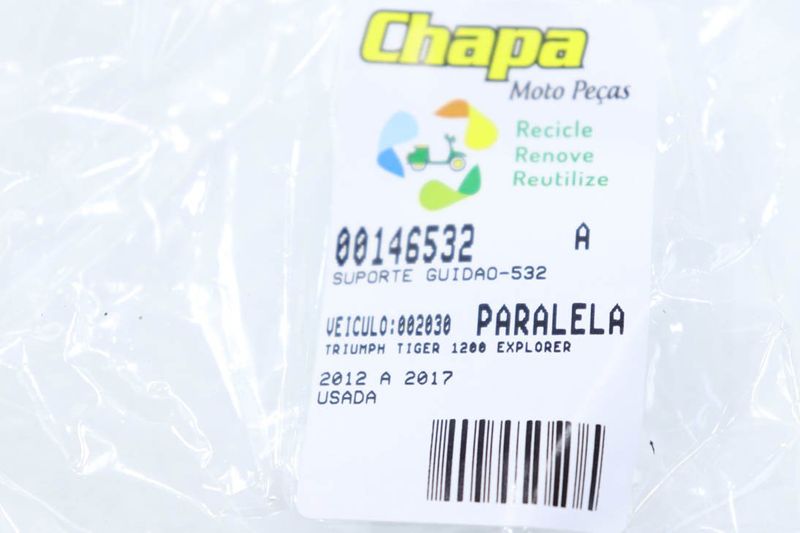 Chapa
Moto Peças
Recicle
Renove
Reutilize
00146532 A
SUPORTE GUIDAO-532
VEICULO:002030 PARALELA
TRIUMPH TIGER 1200 EXPLORER
2012 A 2017
USADA